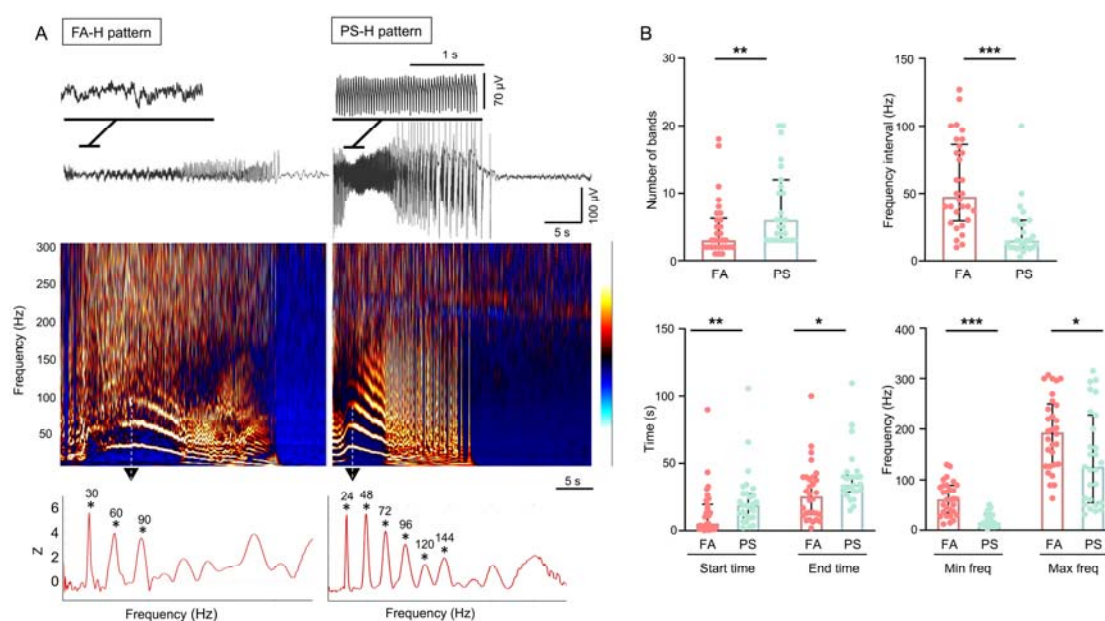 A
FA-H pattern
PS-H pattern
1 s
70 µV
100 µV
5 s
300
250
200
150
100
50
Frequency (Hz)
5 s
6
4
2
0
Z
30
*
60
*
90
*
24
*
48
*
72
*
96
*
120
*
144
*
Frequency (Hz)
Frequency (Hz)
B
Number of bands
30
20
10
0
**
FA
PS
Frequency interval (Hz)
150
100
50
0
***
FA
PS
Time (s)
150
100
50
0
**
*
FA
PS
FA
PS
Start time
End time
Frequency (Hz)
400
300
200
100
0
***
*
FA
PS
FA
PS
Min freq
Max freq